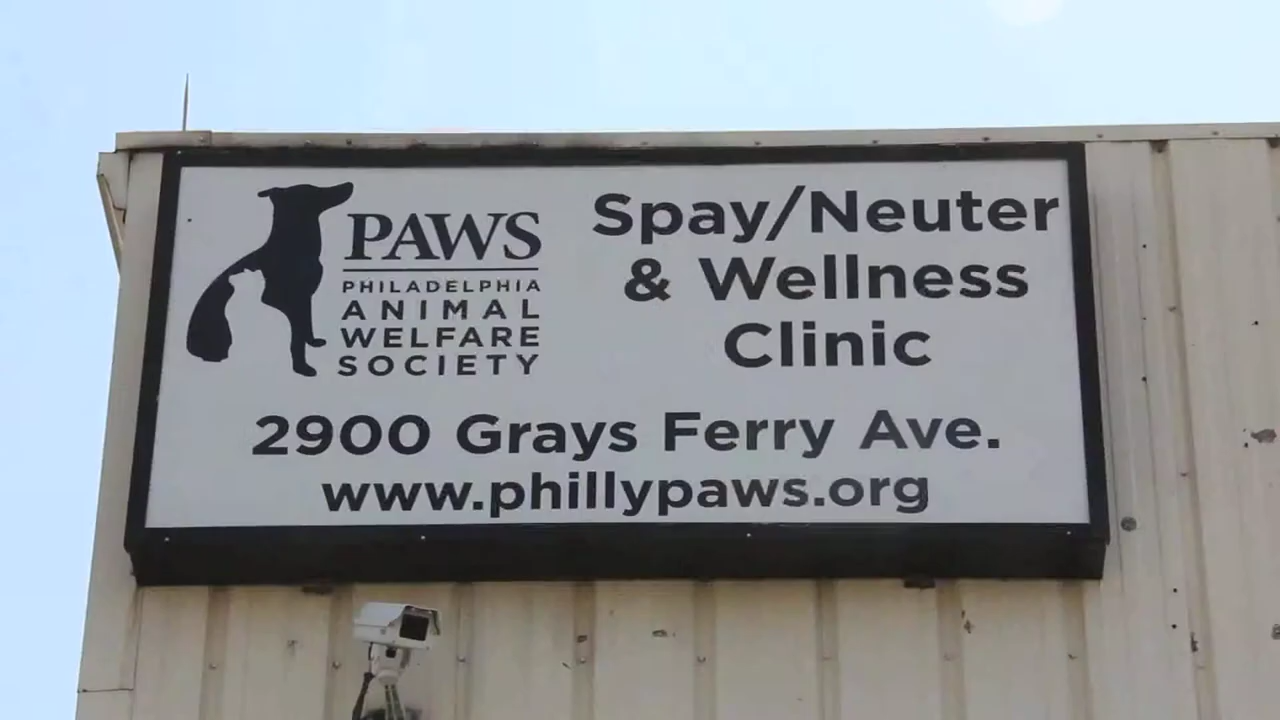 PAWS
PHILADELPHIA
ANIMAL
WELFARE
SOCIETY
Spay/Neuter
& Wellness
Clinic
2900 Grays Ferry Ave.
www.phillypaws.org